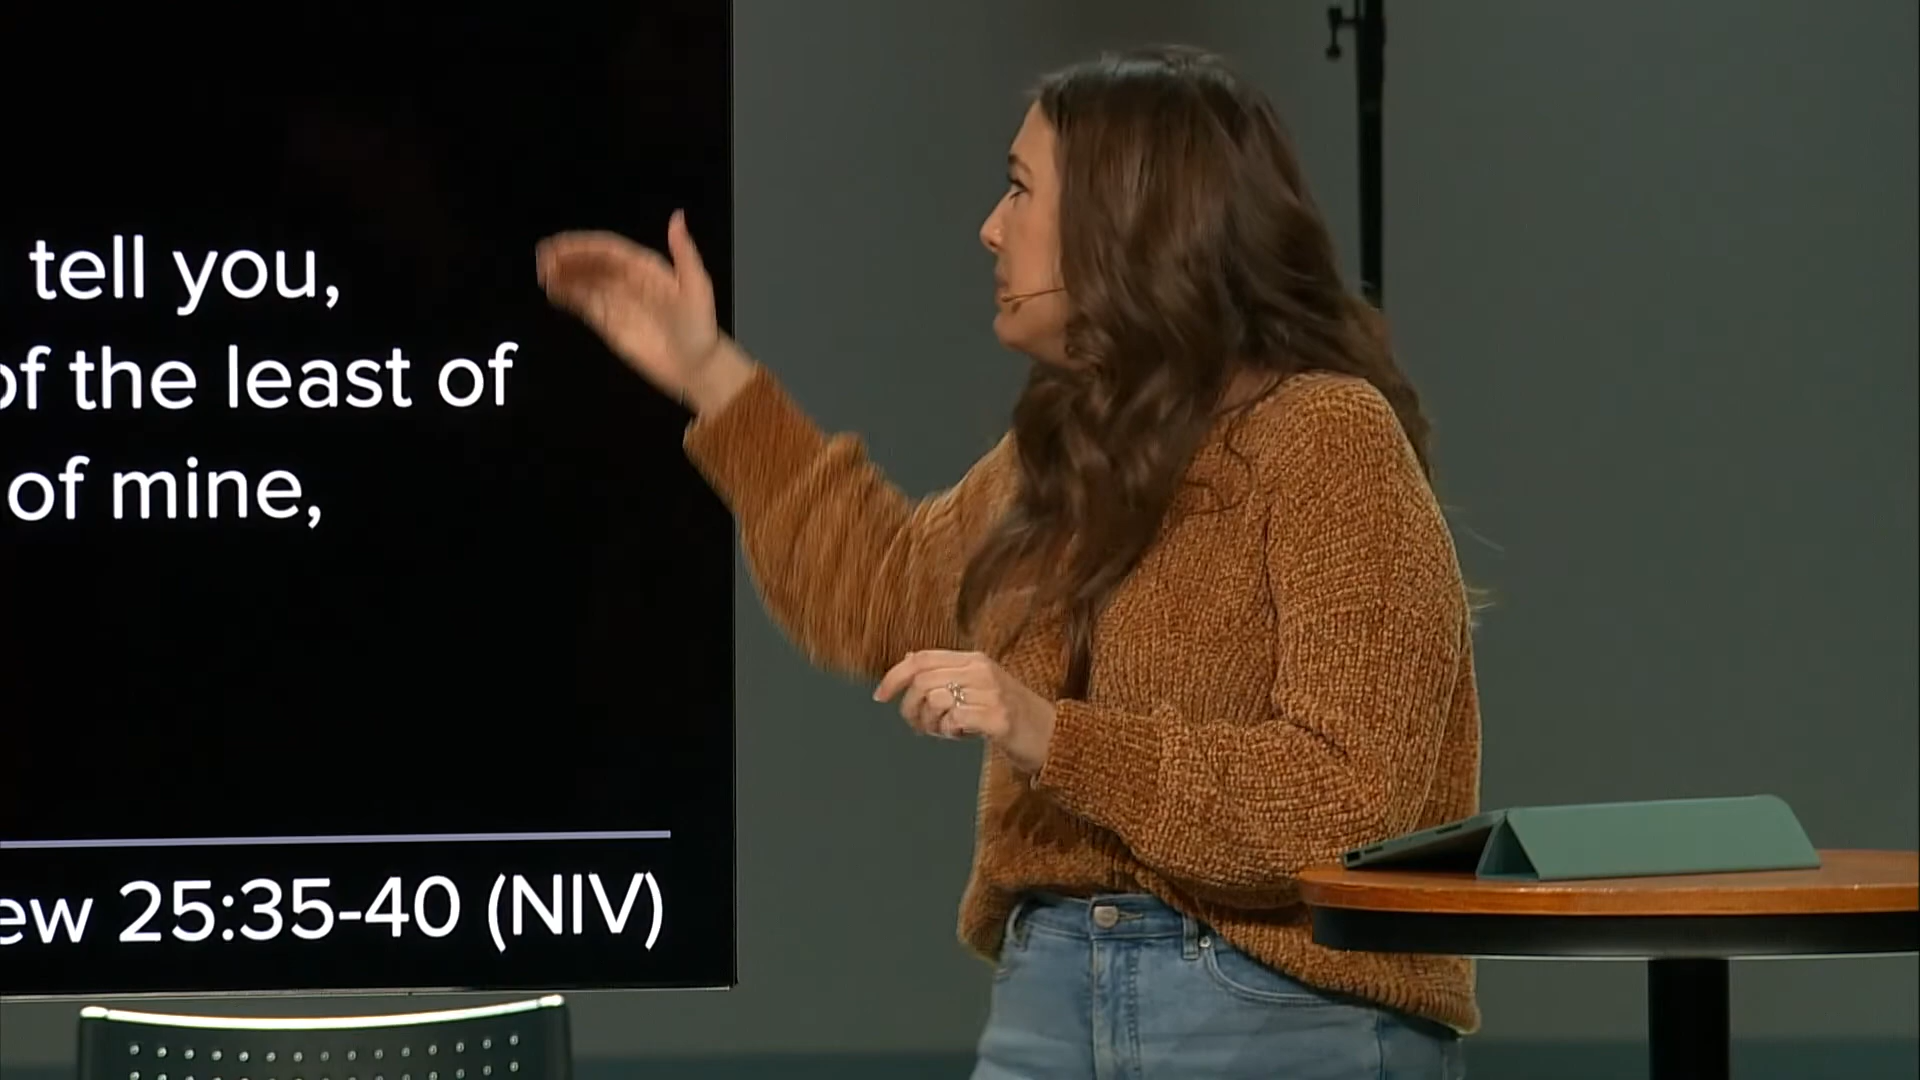 tell you,
of the least of
of mine,
ew 25:35-40 (NIV)